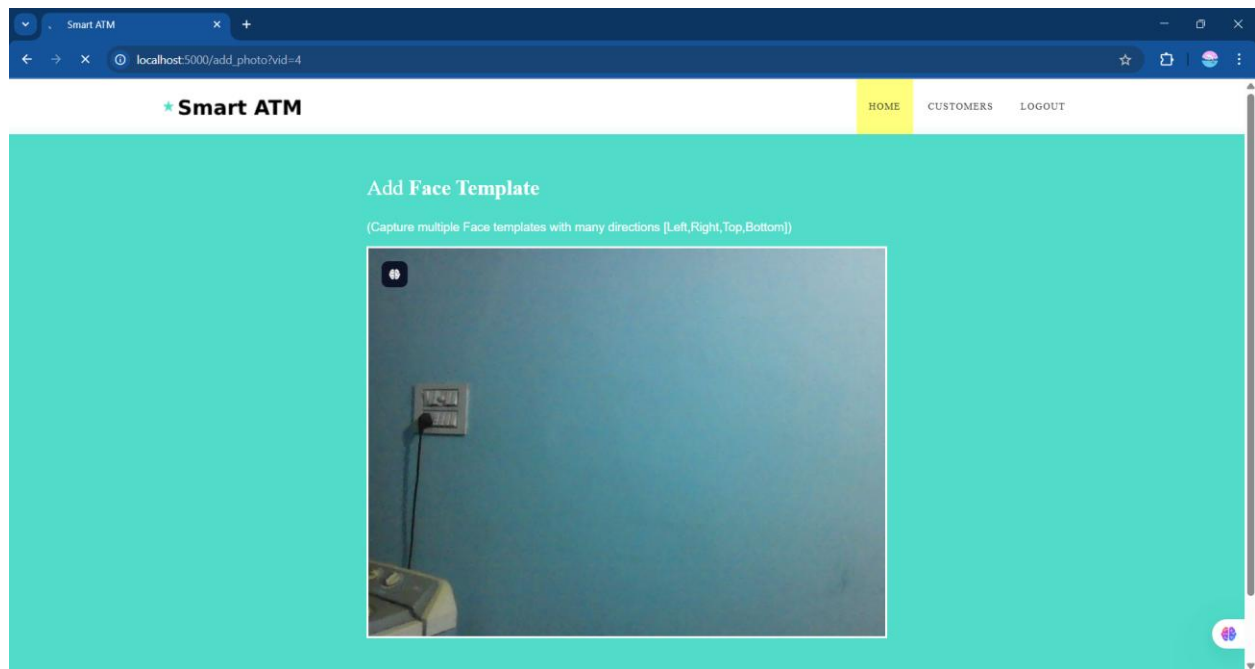 Smart ATM
localhost:5000/add_photo?vid=4
Smart ATM
HOME CUSTOMERS LOGOUT
Add Face Template
(Capture multiple Face templates with many directions [Left,Right,Top,Bottom])